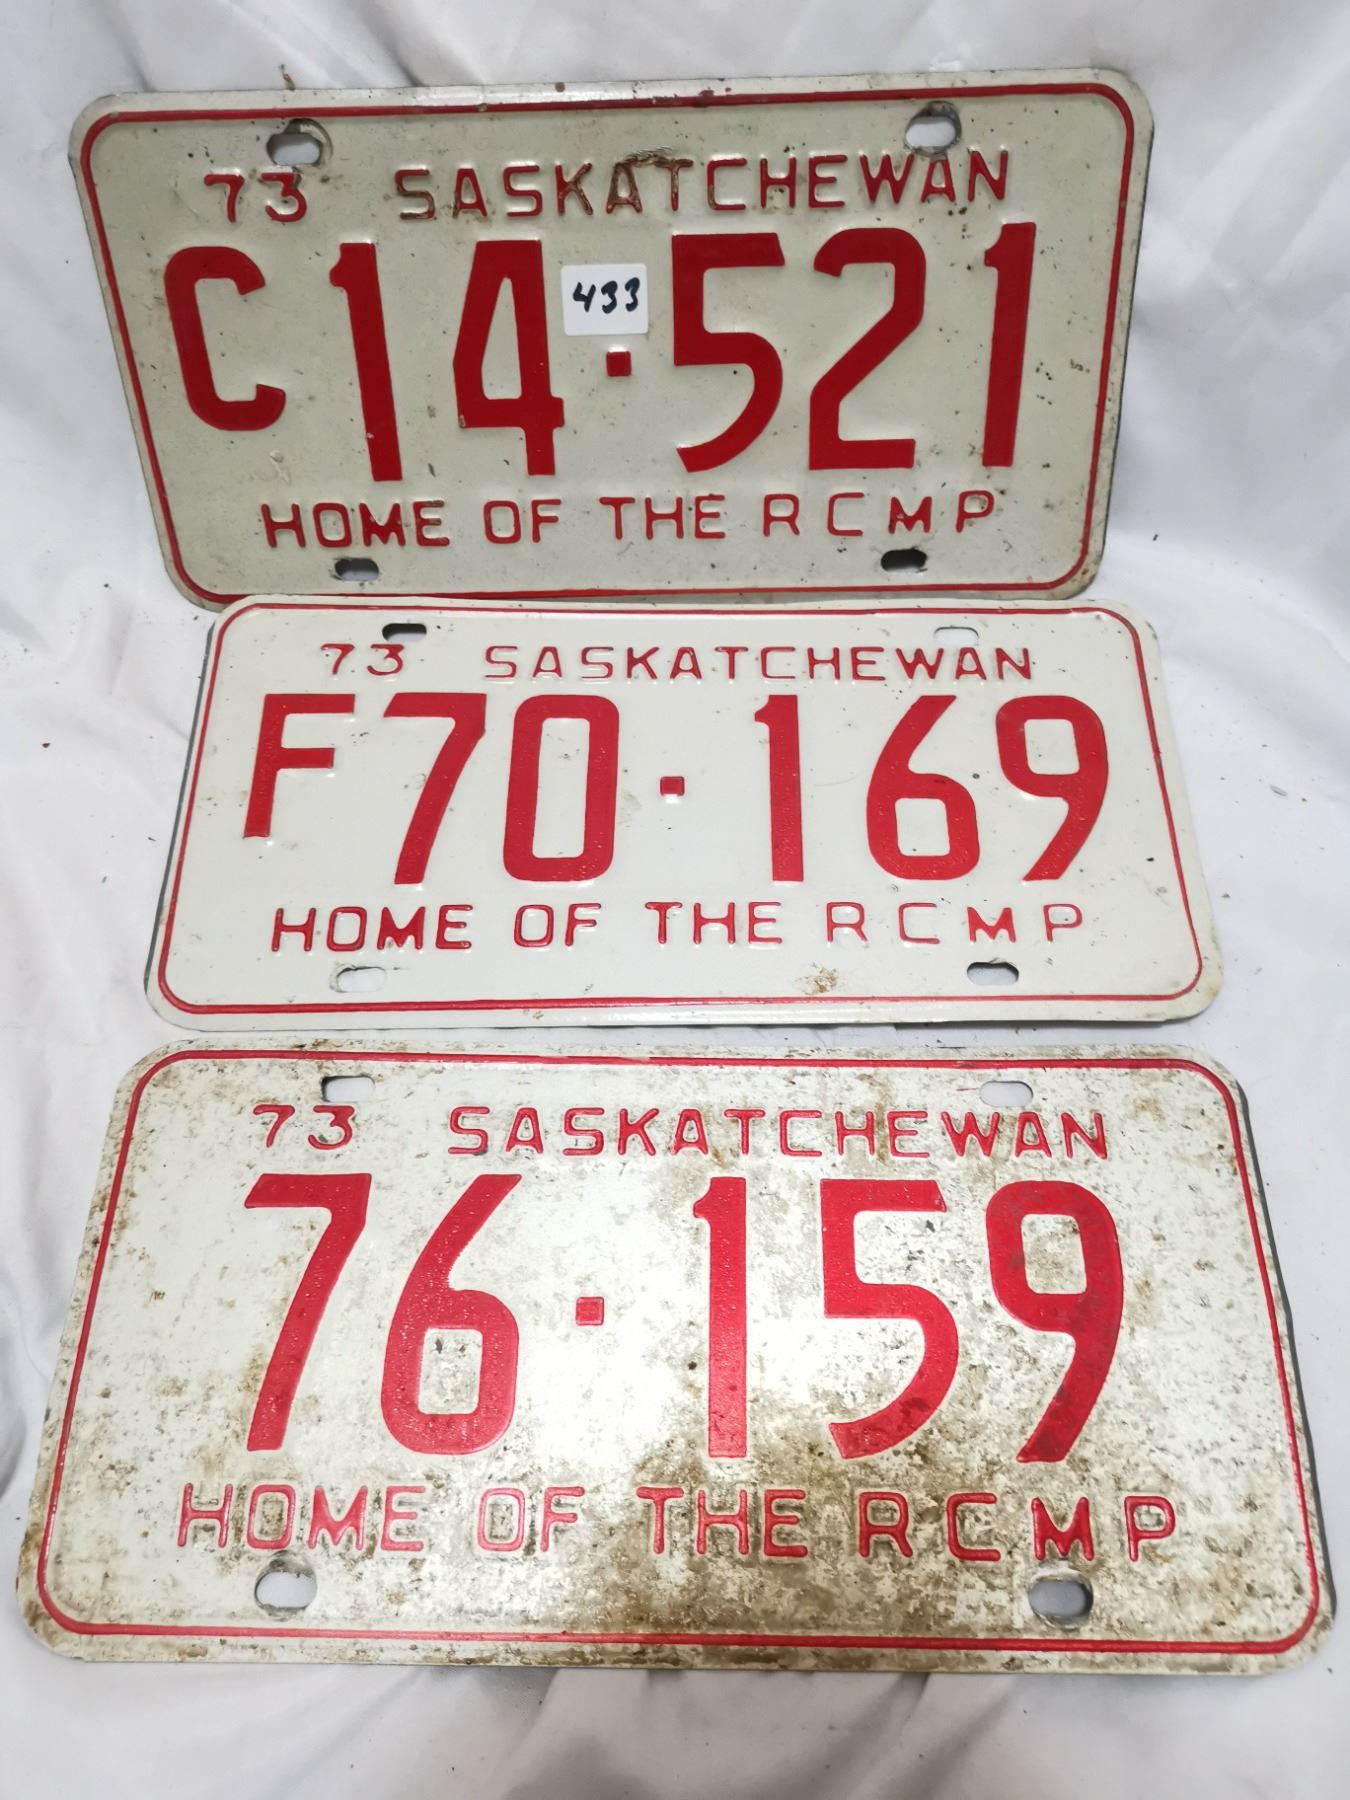 73 SASKATCHEWAN
C14·521
433
HOME OF THE RCMP
73 SASKATCHEWAN
F70·169
HOME OF THE RCMP
73 SASKATCHEWAN
76·159
HOME OF THE RCMP